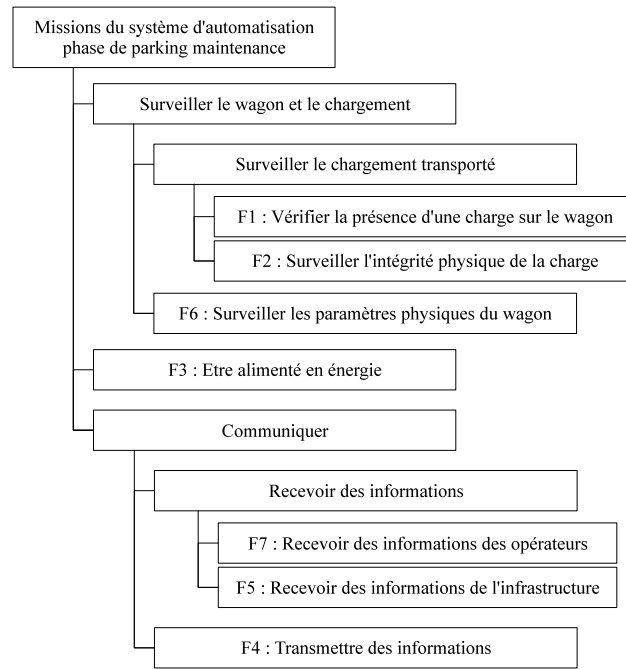 Missions du système d'automatisation
phase de parking maintenance
Surveiller le wagon et le chargement
Surveiller le chargement transporté
F1 : Vérifier la présence d'une charge sur le wagon
F2 : Surveiller l'intégrité physique de la charge
F6 : Surveiller les paramètres physiques du wagon
F3 : Etre alimenté en énergie
Communiquer
Recevoir des informations
F7 : Recevoir des informations des opérateurs
F5 : Recevoir des informations de l'infrastructure
F4 : Transmettre des informations